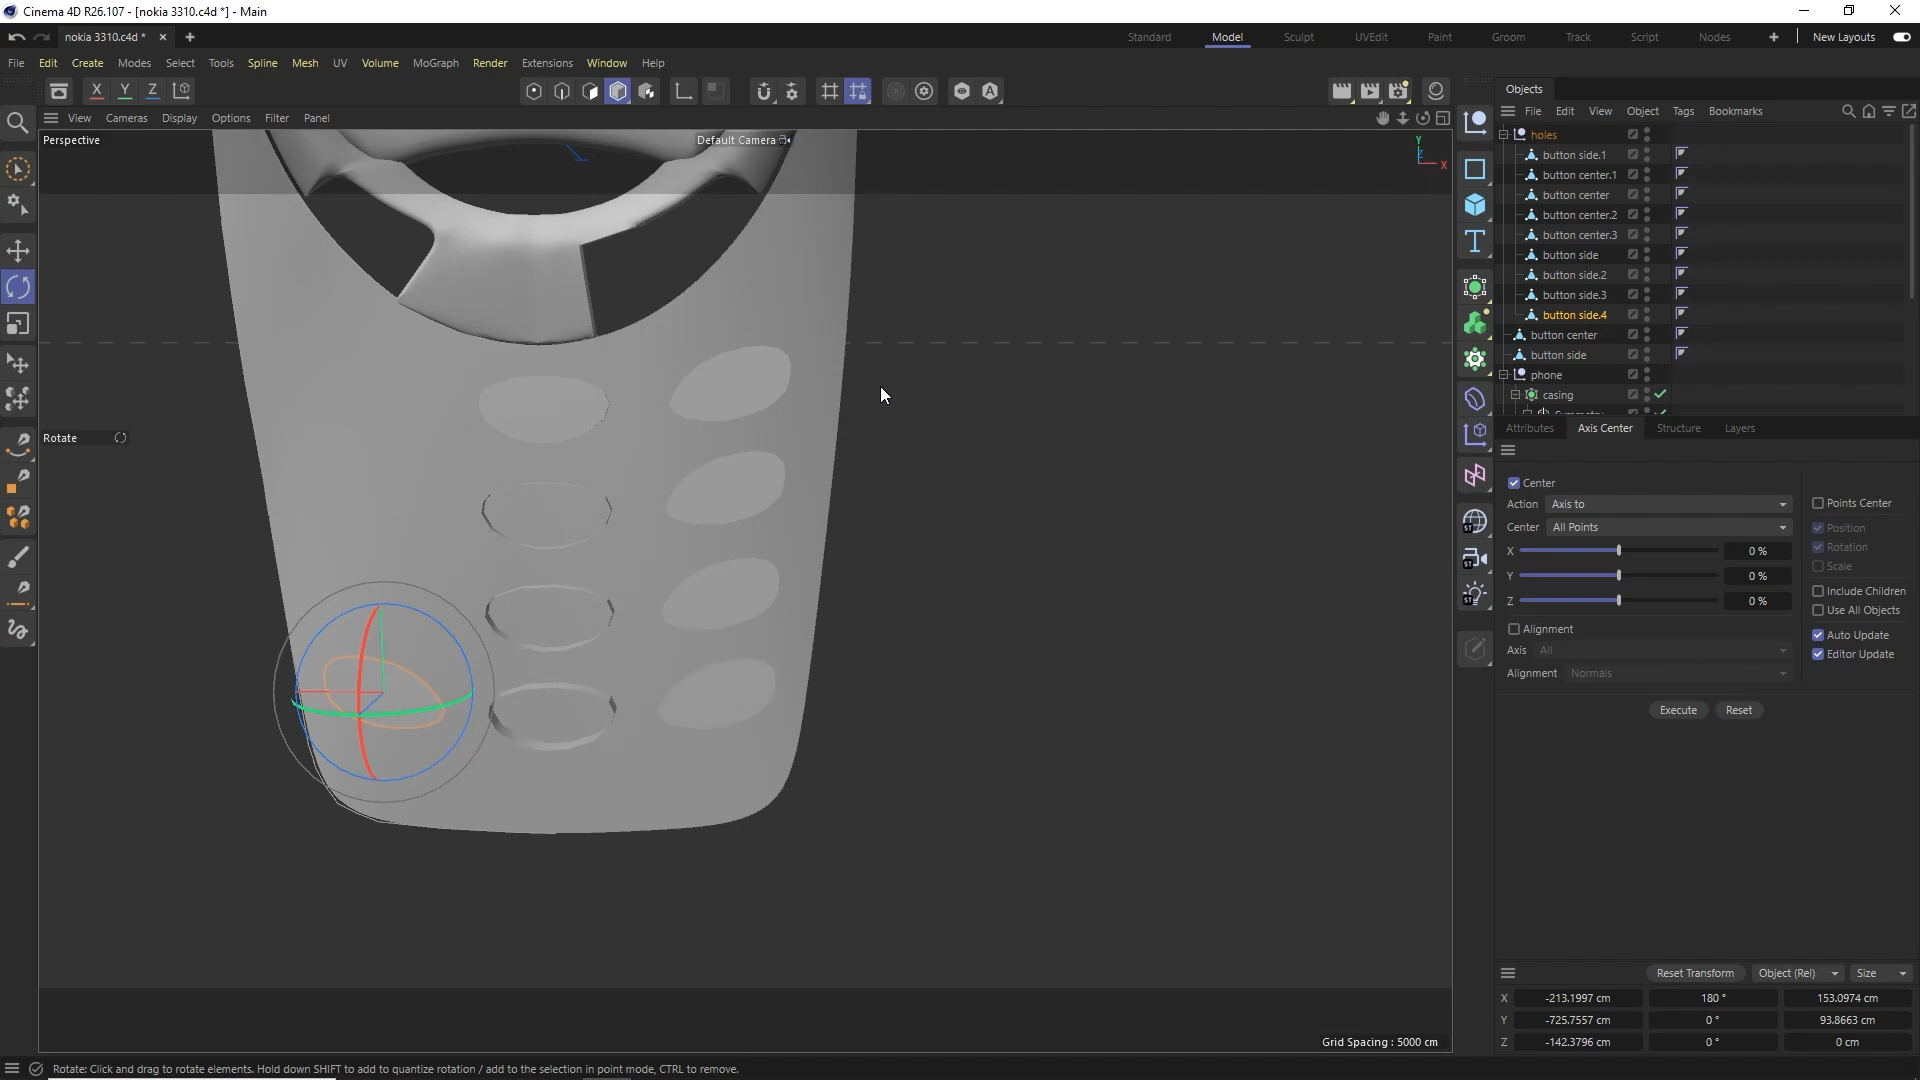 Cinema 4D R26.107 - [nokia 3310.c4d *] - Main
nokia 3310.c4d *
Standard Model Sculpt UVEdit Paint Groom Track Script Nodes New Layouts
File Edit Create Modes Select Tools Spline Mesh UV Volume MoGraph Render Extensions Window Help
X Y Z
View Cameras Display Options Filter Panel
Perspective
Default Camera
Y
Z
X
Rotate
Grid Spacing : 5000 cm
ST
ST
ST
Objects
File Edit View Object Tags Bookmarks
holes
button side.1
button center.1
button center
button center.2
button center.3
button side
button side.2
button side.3
button side.4
button center
button side
phone
casing
Attributes Axis Center Structure Layers
Center
Action Axis to
Center All Points
X 0 %
Y 0 %
Z 0 %
Points Center
Position
Rotation
Scale
Include Children
Use All Objects
Auto Update
Editor Update
Alignment
Axis All
Alignment Normals
Execute Reset
Reset Transform Object (Rel) Size
X -213.1997 cm 180 ° 153.0974 cm
Y -725.7557 cm 0 ° 93.8663 cm
Z -142.3796 cm 0 ° 0 cm
Rotate: Click and drag to rotate elements. Hold down SHIFT to add to quantize rotation / add to the selection in point mode, CTRL to remove.